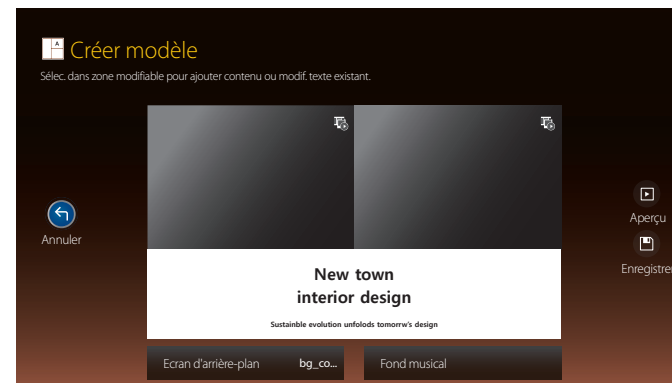 A
Créer modèle
Sélec. dans zone modifiable pour ajouter contenu ou modif. texte existant.
Annuler
Aperçu
Enregistrer
New town
interior design
Sustainble evolution unfolods tomorrw's design
Ecran d'arrière-plan bg_co...
Fond musical